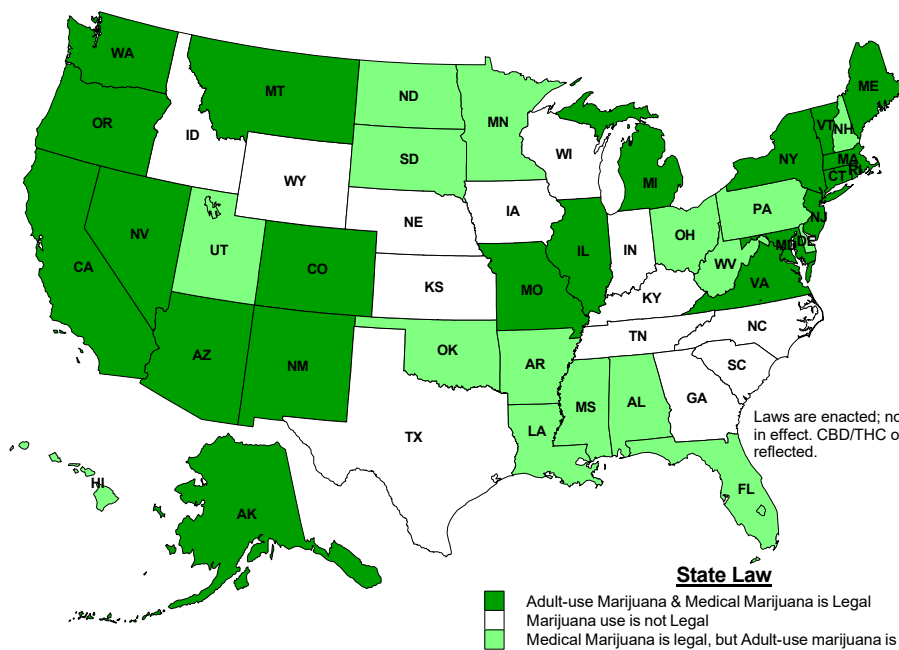 WA
MT
ND
MN
ME
OR
ID
VT
NH
WI
SD
NY
MA
WY
MI
CT
RI
IA
PA
NE
NJ
NV
OH
IN
MD
DE
UT
IL
CA
CO
WV
VA
KS
MO
KY
NC
TN
AZ
OK
NM
AR
SC
MS
AL
GA
Laws are enacted; no
in effect. CBD/THC o
reflected.
TX
LA
HI
FL
AK
State Law
Adult-use Marijuana & Medical Marijuana is Legal
Marijuana use is not Legal
Medical Marijuana is legal, but Adult-use marijuana is